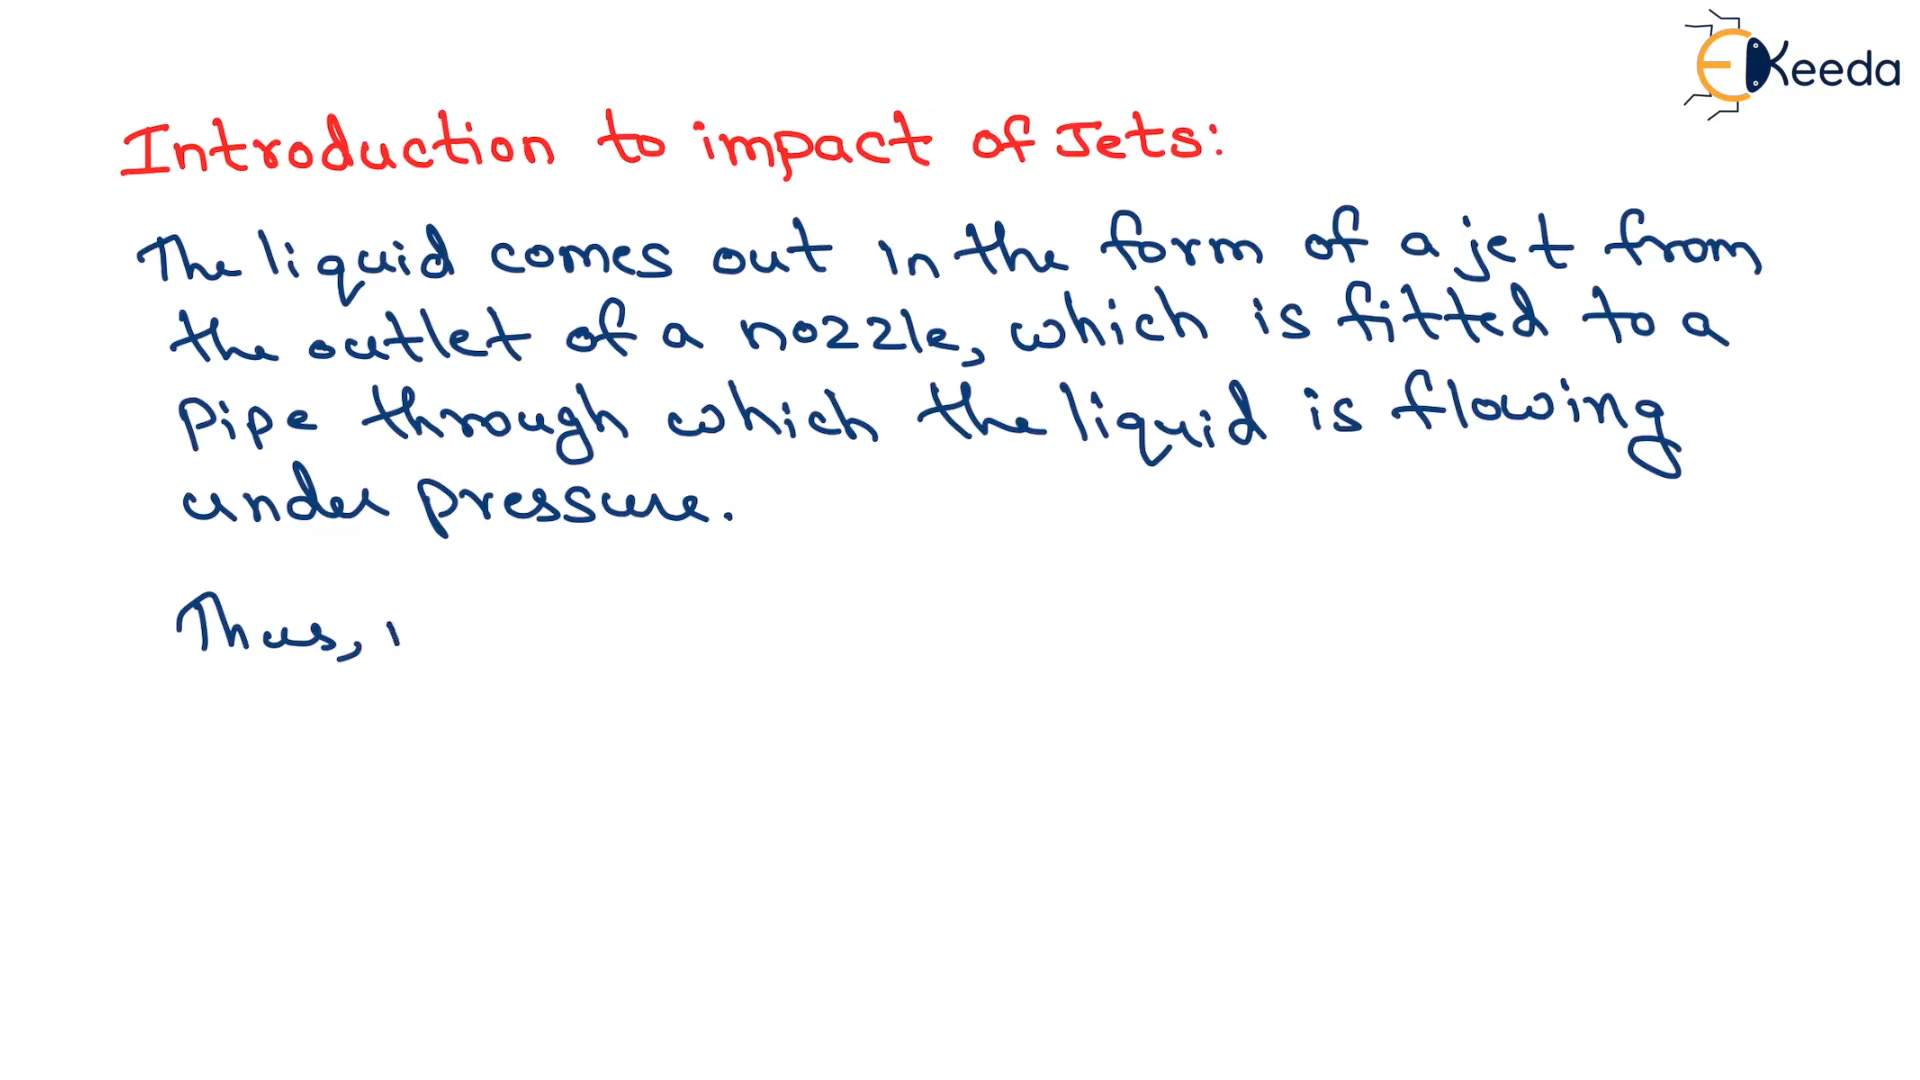 EKeeda
Introduction to impact of Jets:
The liquid comes out in the form of a jet from
the outlet of a nozzle, which is fitted to a
pipe through which the liquid is flowing
under pressure.
Thus,